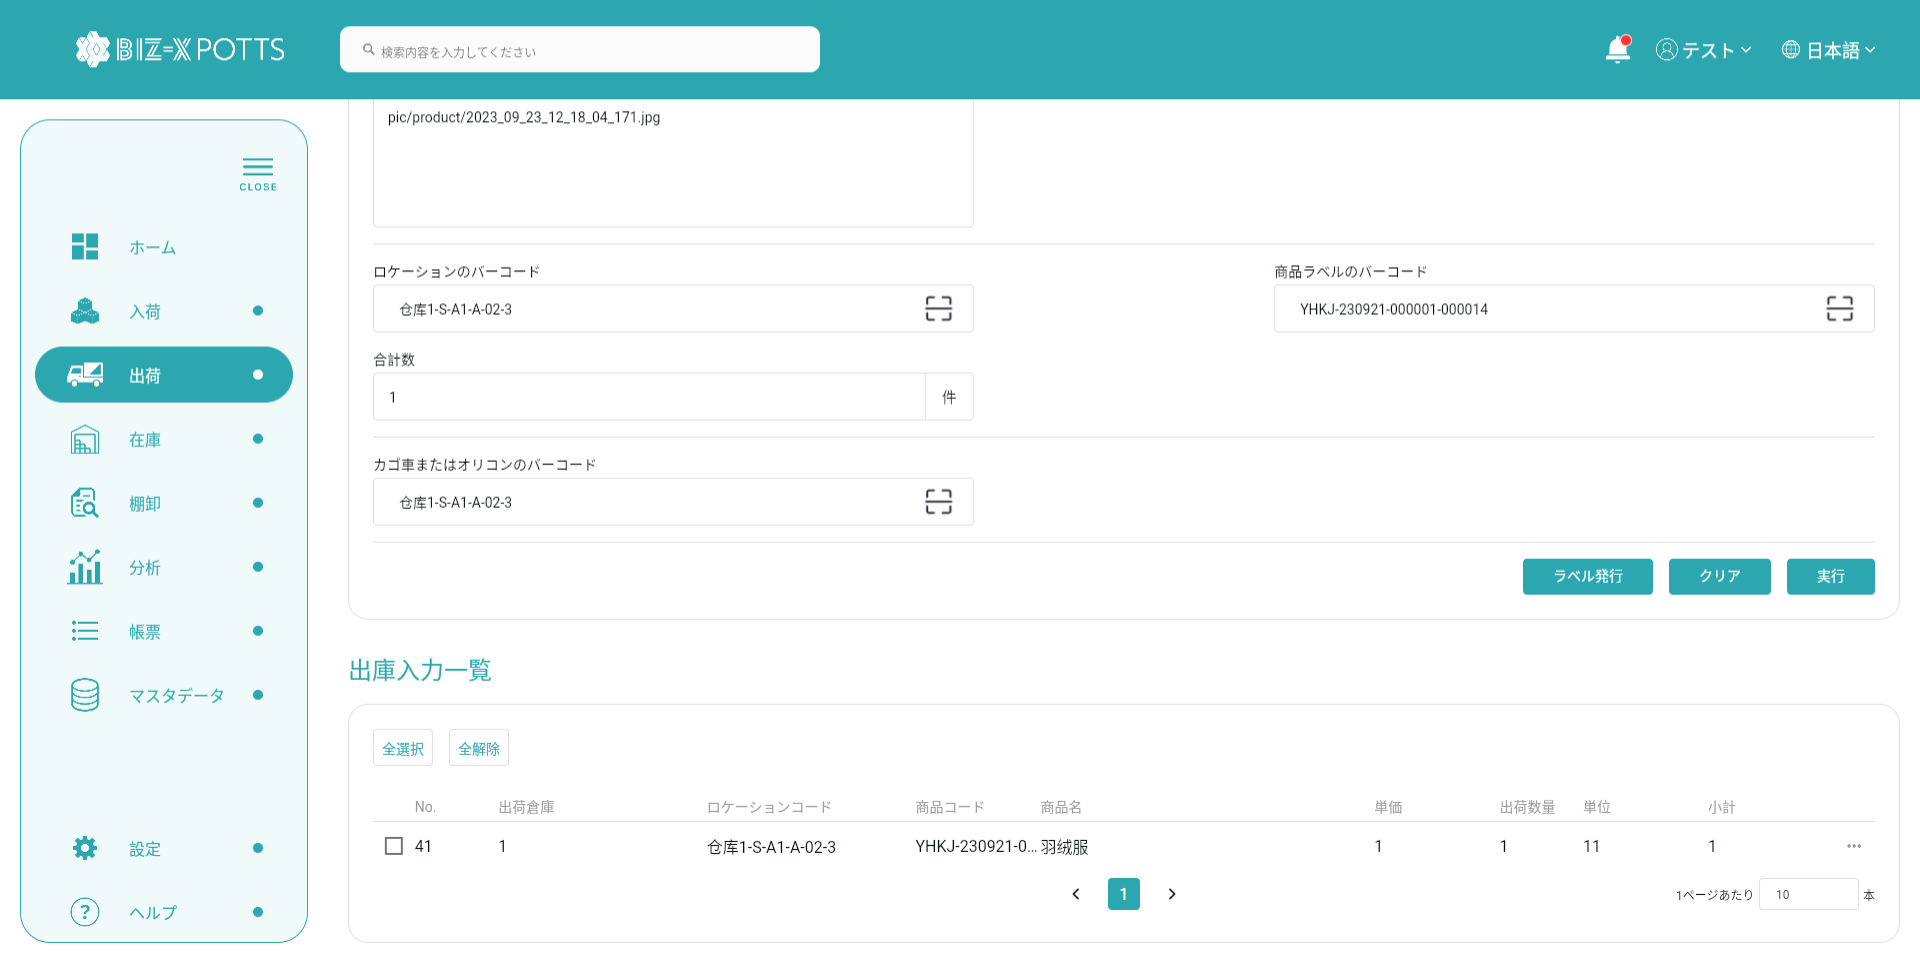 BIZ=X POTTS
検索内容を入力してください
テスト
日本語
CLOSE
ホーム
入荷
出荷
在庫
棚卸
分析
帳票
マスタデータ
設定
ヘルプ
pic/product/2023_09_23_12_18_04_171.jpg
ロケーションのバーコード
商品ラベルのバーコード
仓库1-S-A1-A-02-3
YHKJ-230921-000001-000014
合計数
1
件
カゴ車またはオリコンのバーコード
仓库1-S-A1-A-02-3
ラベル発行
クリア
実行
出庫入力一覧
全選択
全解除
No. 出荷倉庫 ロケーションコード 商品コード 商品名 単価 出荷数量 単位 小計
41 1 仓库1-S-A1-A-02-3 YHKJ-230921-0... 羽绒服 1 1 11 1 ...
< 1 >
1ページあたり 10 本